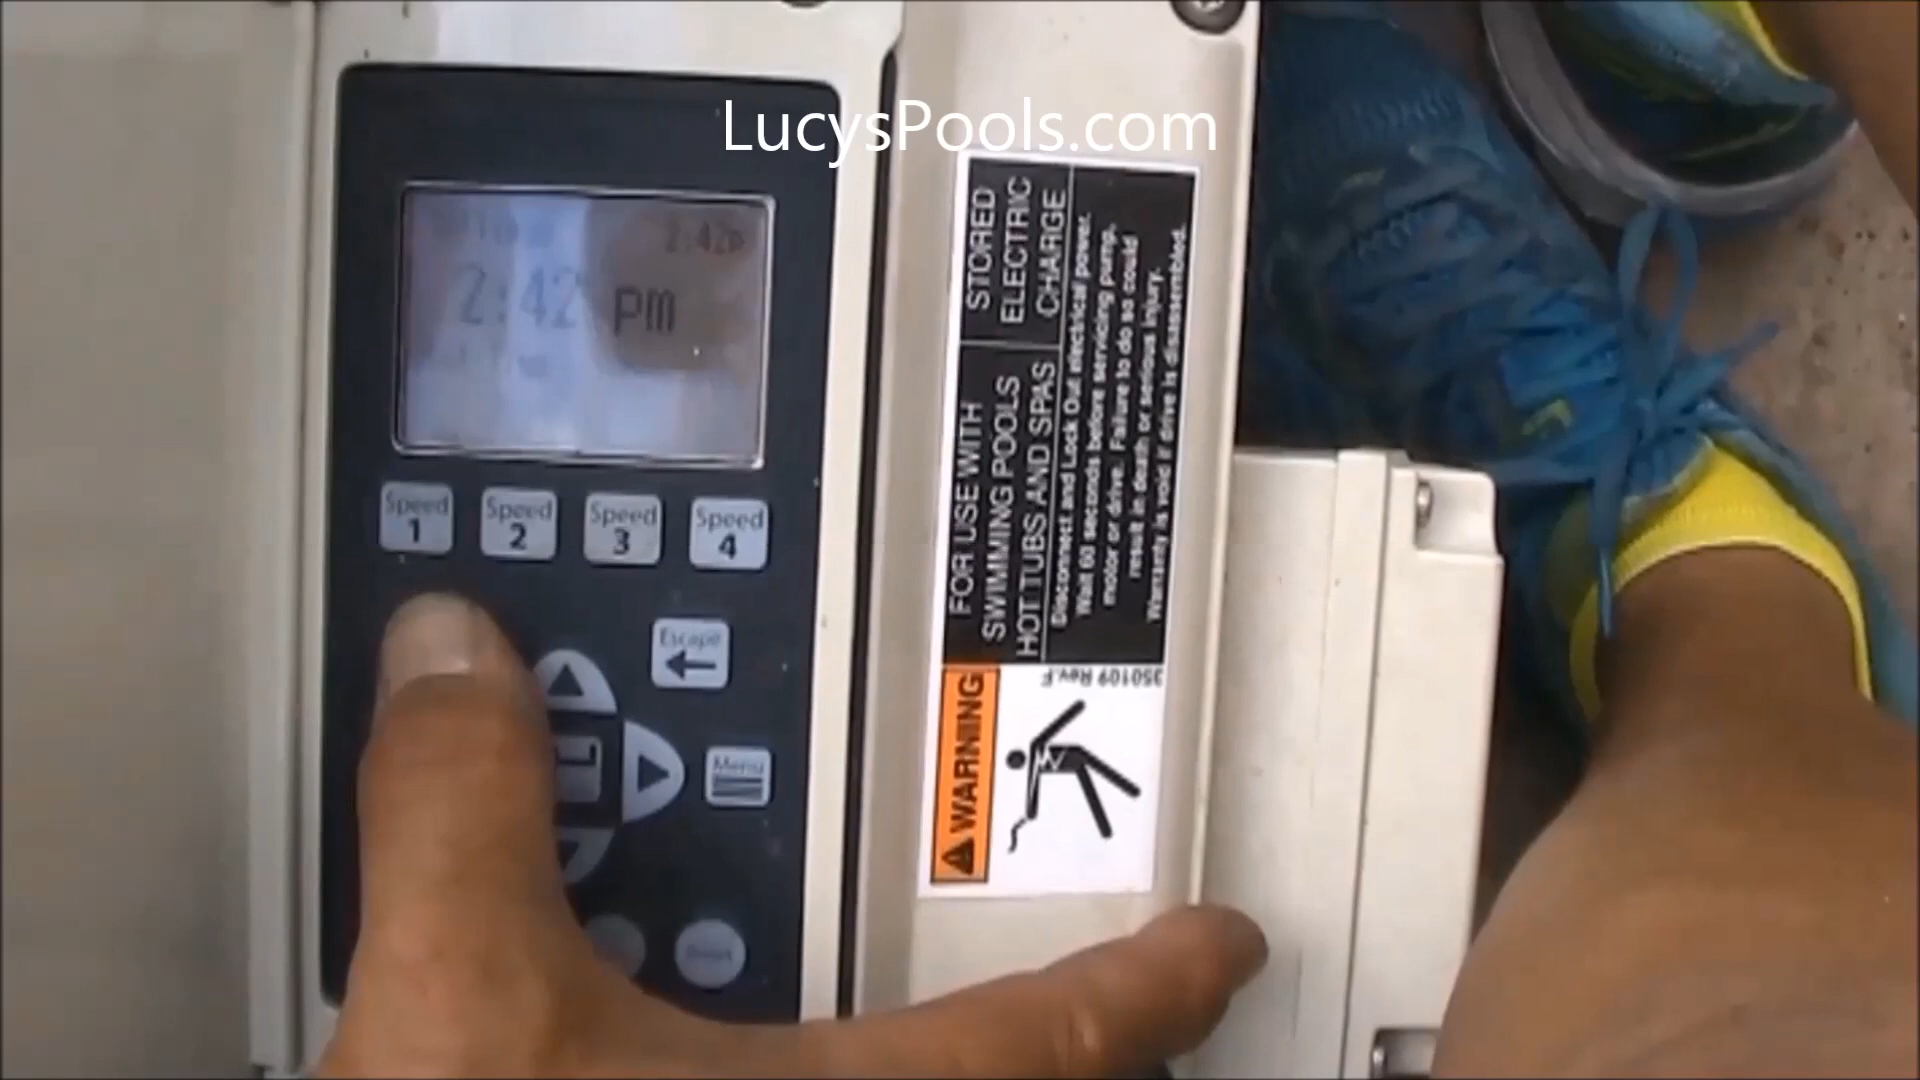 LucysPools.com
2:42p
2:42 pm
Speed 1
Speed 2
Speed 3
Speed 4
Escape
Menu
FOR USE WITH
SWIMMING POOLS
HOT TUBS AND SPAS
STORED
ELECTRIC
CHARGE
Disconnect and Lock Out electrical power.
Wait 60 seconds before servicing pump,
motor or drive. Failure to do so could
result in death or serious injury.
Warranty is void if drive is disassembled.
WARNING
350109 Rev.F